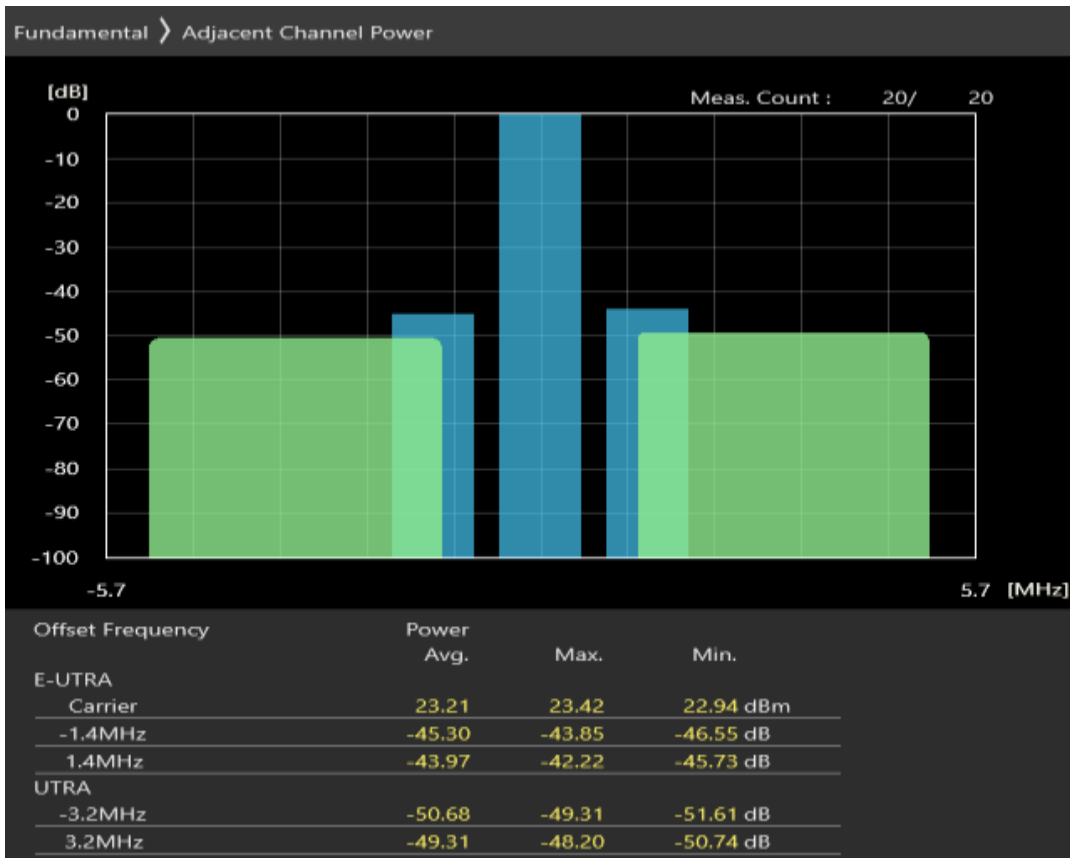 Fundamental 〉 Adjacent Channel Power
[dB]
Meas. Count : 20/ 20
0
-10
-20
-30
-40
-50
-60
-70
-80
-90
-100
-5.7 5.7 [MHz]
Offset Frequency Power
Avg. Max. Min.
E-UTRA
Carrier 23.21 23.42 22.94 dBm
-1.4MHz -45.30 -43.85 -46.55 dB
1.4MHz -43.97 -42.22 -45.73 dB
UTRA
-3.2MHz -50.68 -49.31 -51.61 dB
3.2MHz -49.31 -48.20 -50.74 dB